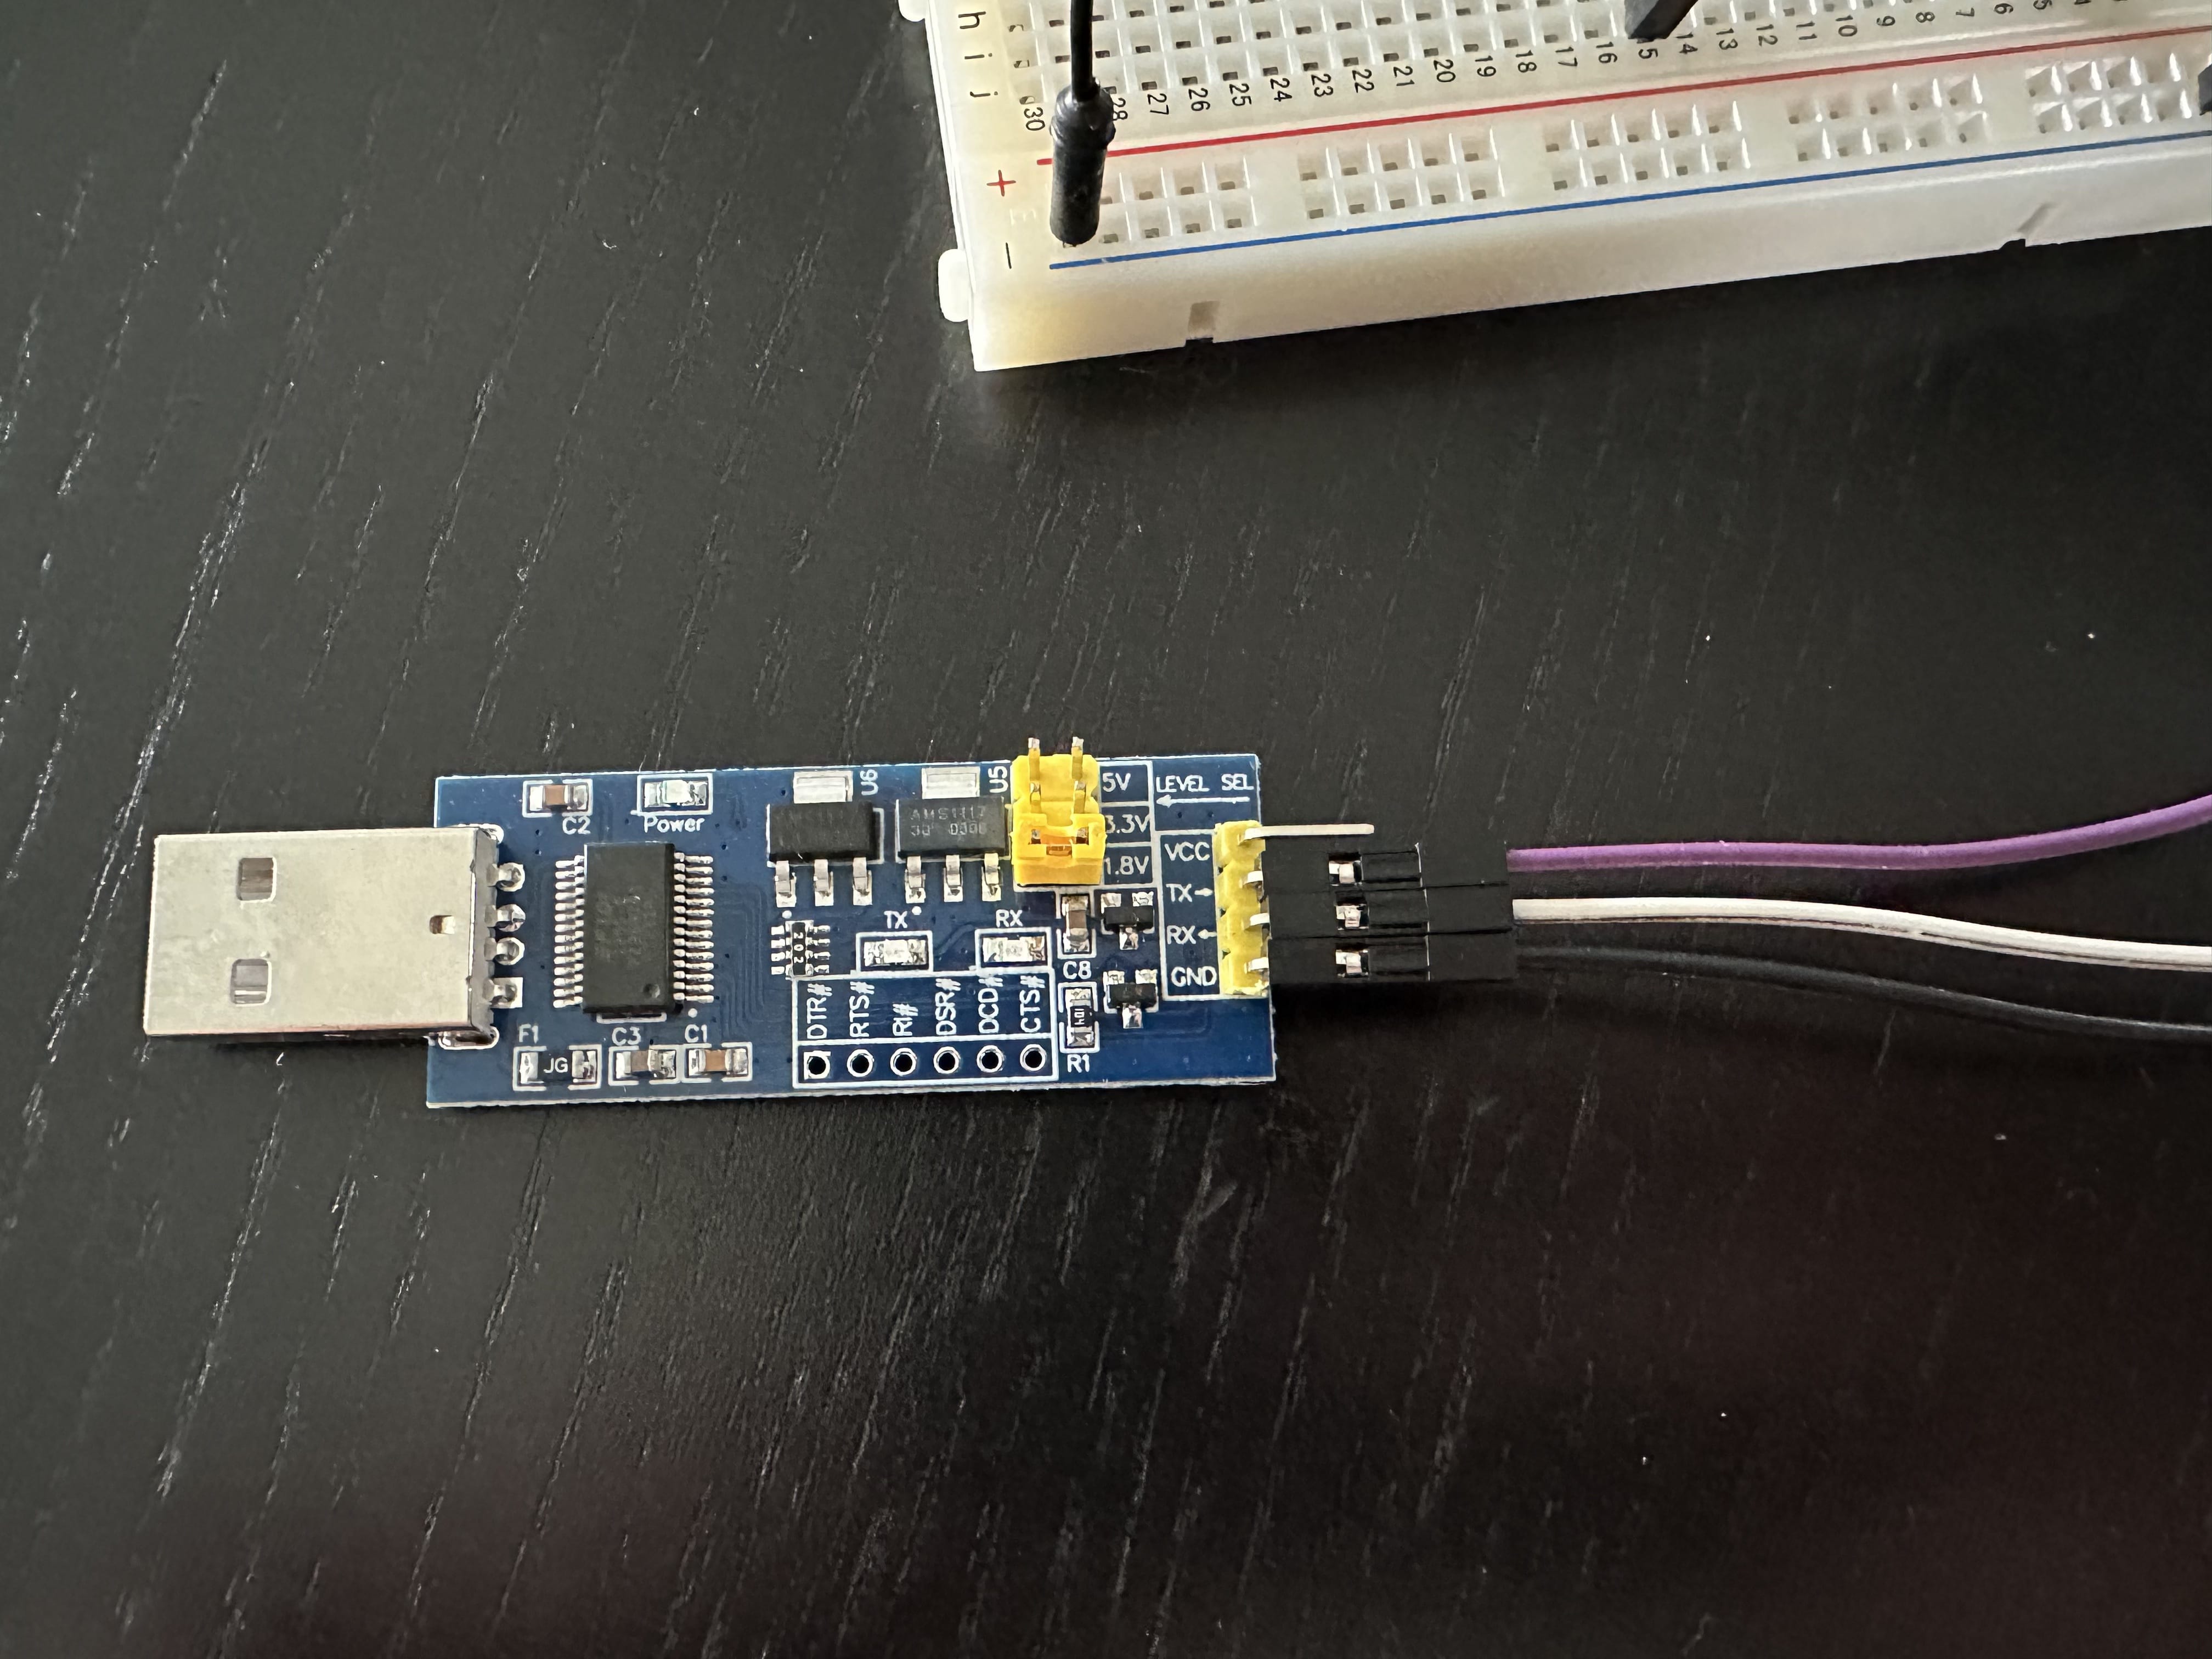 h
i
j
30
28
27
26
25
24
23
22
21
20
19
18
17
16
15
14
13
12
11
10
9
8
7
6
5
+
−
C2
Power
U6
U5
AMS1117
5V
3.3V
1.8V
LEVEL SEL
VCC
TX
RX
GND
202
TX
RX
C8
DTR#
RTS#
RI#
DSR#
DCD#
CTS#
104
R1
F1
JG
C3
C1